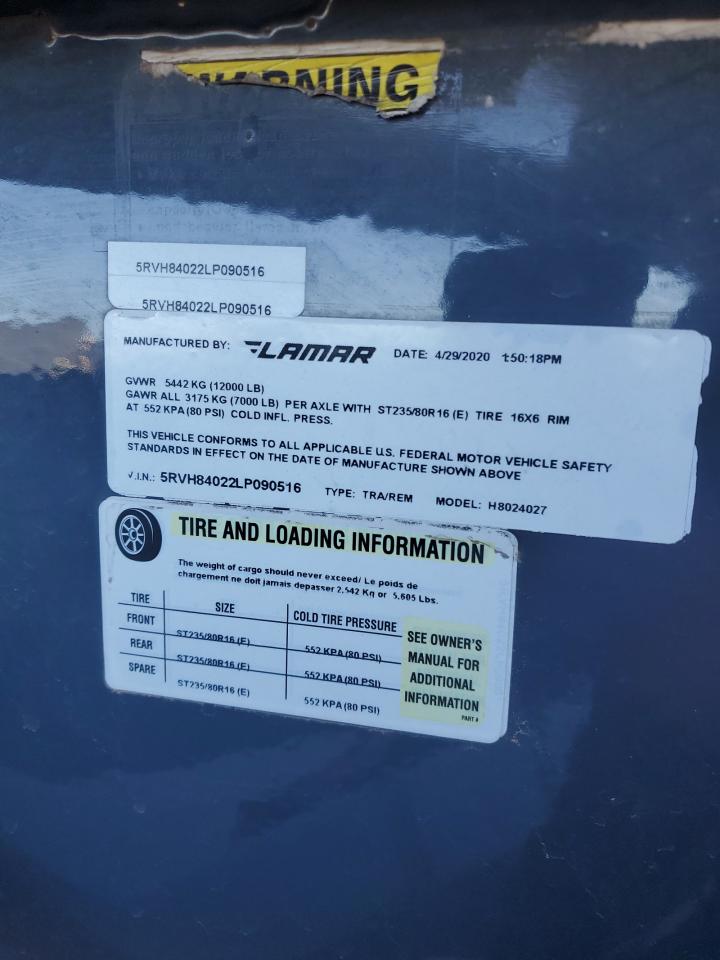 WARNING
5RVH84022LP090516
5RVH84022LP090516
MANUFACTURED BY: LAMAR DATE: 4/29/2020 1:50:18PM
GVWR 5442 KG (12000 LB)
GAWR ALL 3175 KG (7000 LB) PER AXLE WITH ST235/80R16 (E) TIRE 16X6 RIM
AT 552 KPA (80 PSI) COLD INFL. PRESS.
THIS VEHICLE CONFORMS TO ALL APPLICABLE U.S. FEDERAL MOTOR VEHICLE SAFETY
STANDARDS IN EFFECT ON THE DATE OF MANUFACTURE SHOWN ABOVE
V.I.N.: 5RVH84022LP090516 TYPE: TRA/REM MODEL: H8024027
TIRE AND LOADING INFORMATION
The weight of cargo should never exceed/ Le poids de
chargement ne doit jamais depasser 2,542 Kg or 5,605 Lbs.
TIRE SIZE COLD TIRE PRESSURE
FRONT ST235/80R16 (E) 552 KPA (80 PSI)
REAR ST235/80R16 (E) 552 KPA (80 PSI)
SPARE ST235/80R16 (E) 552 KPA (80 PSI)
SEE OWNER'S
MANUAL FOR
ADDITIONAL
INFORMATION
PART #